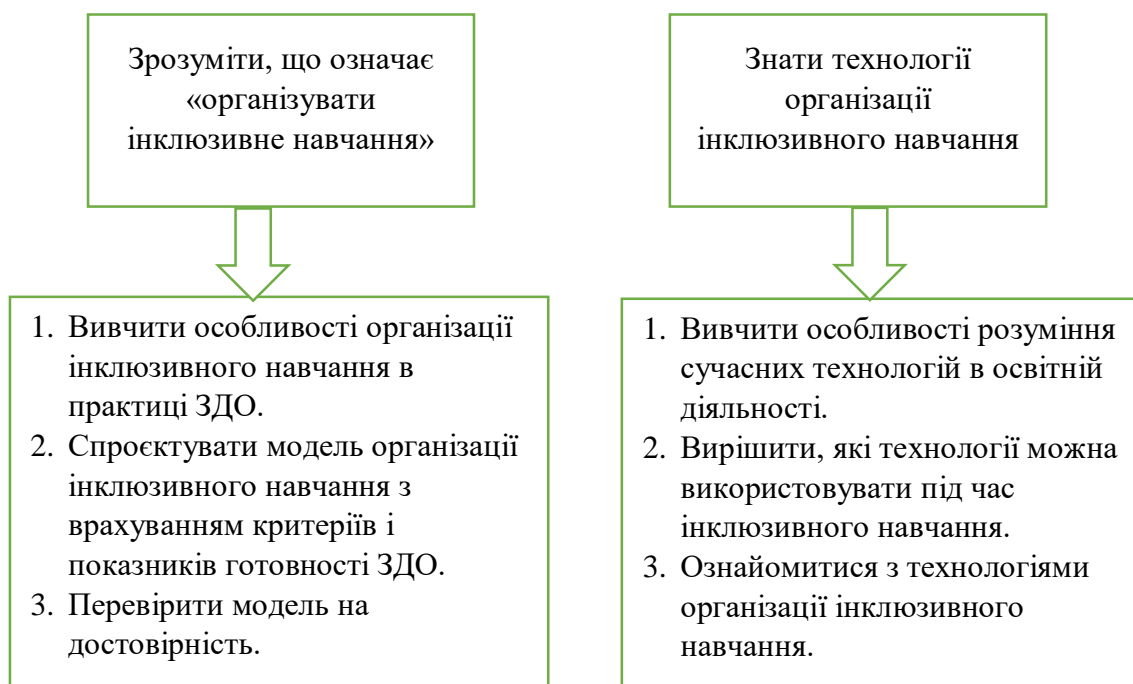 Зрозуміти, що означає
«організувати
інклюзивне навчання»
Знати технології
організації
інклюзивного навчання
1. Вивчити особливості організації
інклюзивного навчання в
практиці ЗДО.
2. Спроєктувати модель організації
інклюзивного навчання з
врахуванням критеріїв і
показників готовності ЗДО.
3. Перевірити модель на
достовірність.
1. Вивчити особливості розуміння
сучасних технологій в освітній
діяльності.
2. Вирішити, які технології можна
використовувати під час
інклюзивного навчання.
3. Ознайомитися з технологіями
організації інклюзивного
навчання.